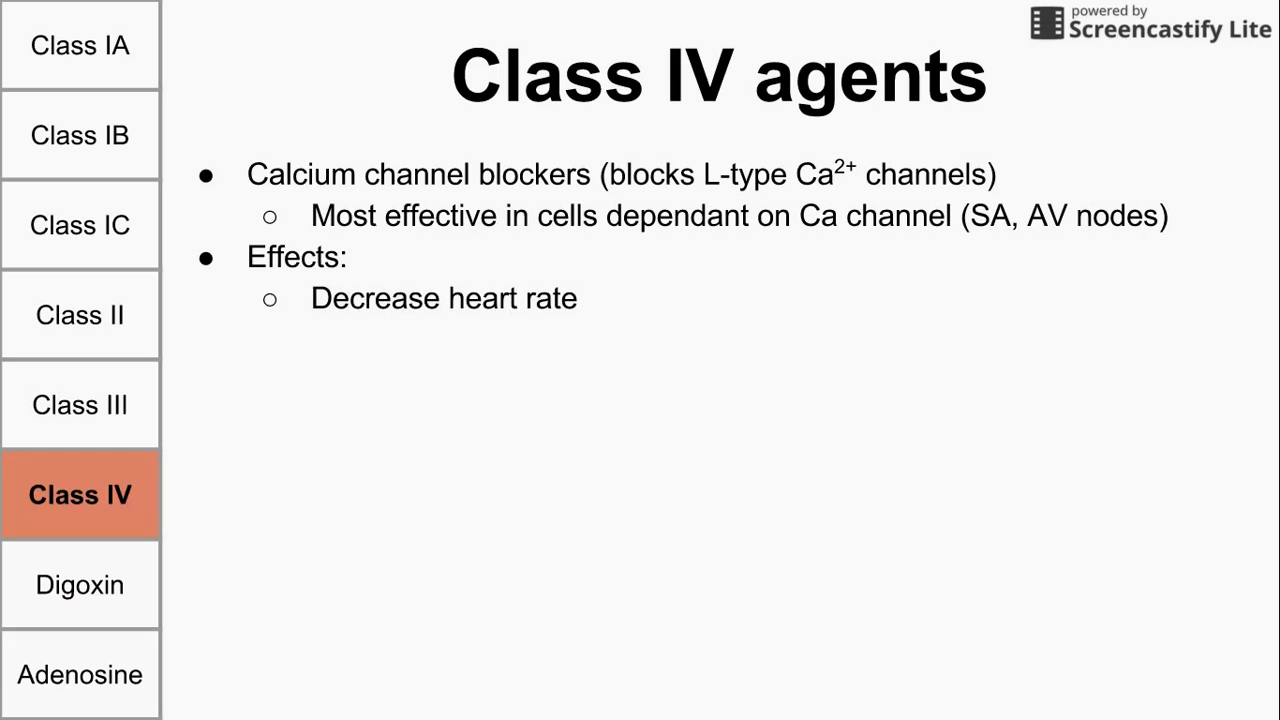 powered by
Screencastify Lite
Class IA
Class IB
Class IC
Class II
Class III
Class IV
Digoxin
Adenosine
Class IV agents
● Calcium channel blockers (blocks L-type Ca²⁺ channels)
○ Most effective in cells dependant on Ca channel (SA, AV nodes)
● Effects:
○ Decrease heart rate